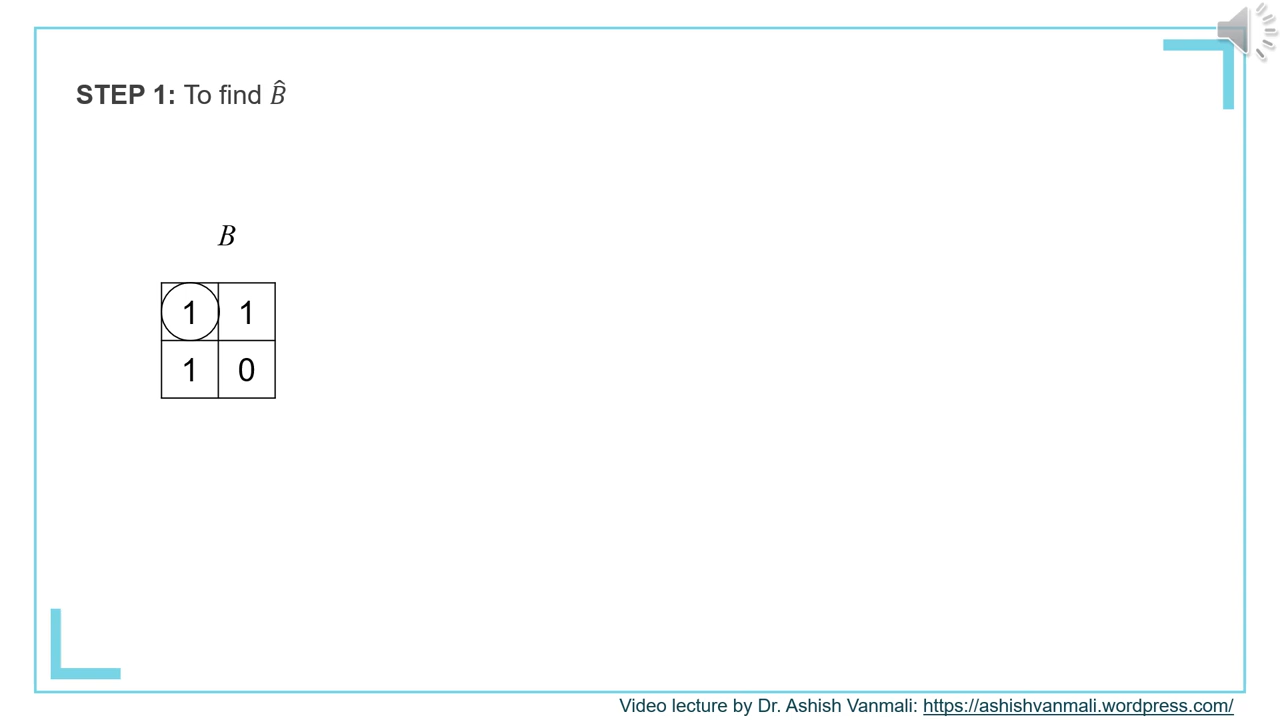 STEP 1: To find B̂
B
1 1
1 0
Video lecture by Dr. Ashish Vanmali: https://ashishvanmali.wordpress.com/